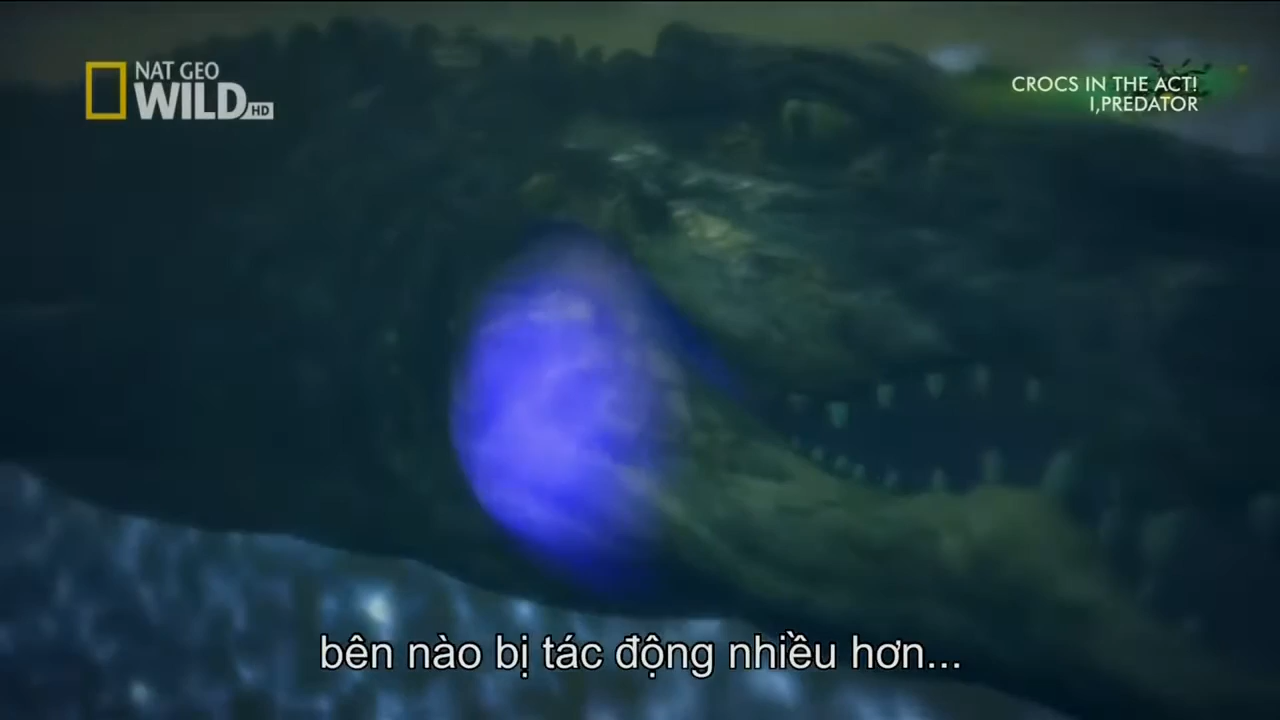 NAT GEO
WILD HD
CROCS IN THE ACT!
I,PREDATOR
bên nào bị tác động nhiều hơn...